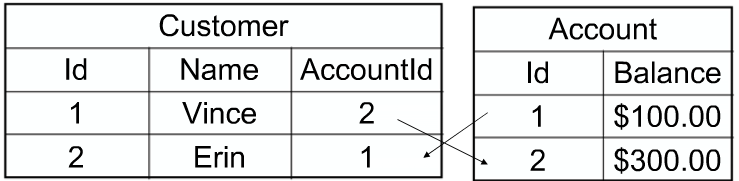 Customer
Id Name AccountId
1 Vince 2
2 Erin 1
Account
Id Balance
1 $100.00
2 $300.00